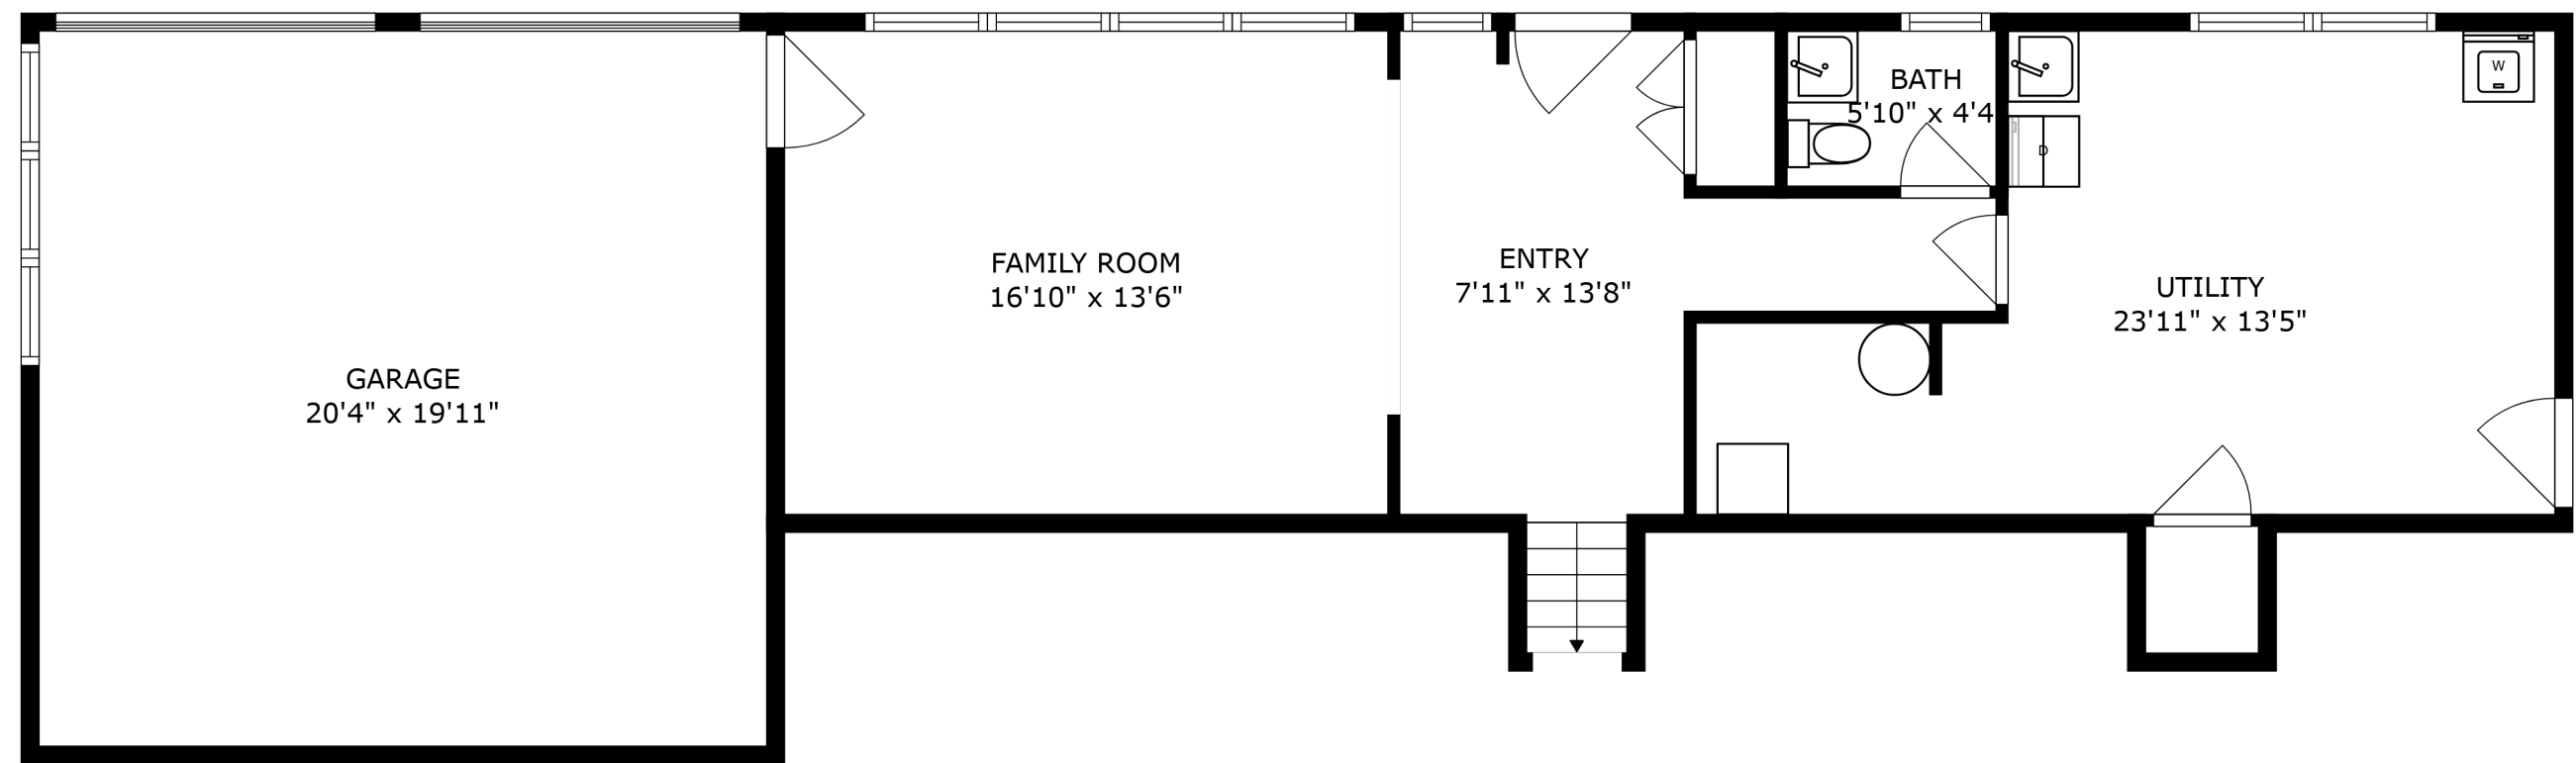 GARAGE
20'4" x 19'11"
FAMILY ROOM
16'10" x 13'6"
ENTRY
7'11" x 13'8"
BATH
5'10" x 4'4
UTILITY
23'11" x 13'5"
W
D